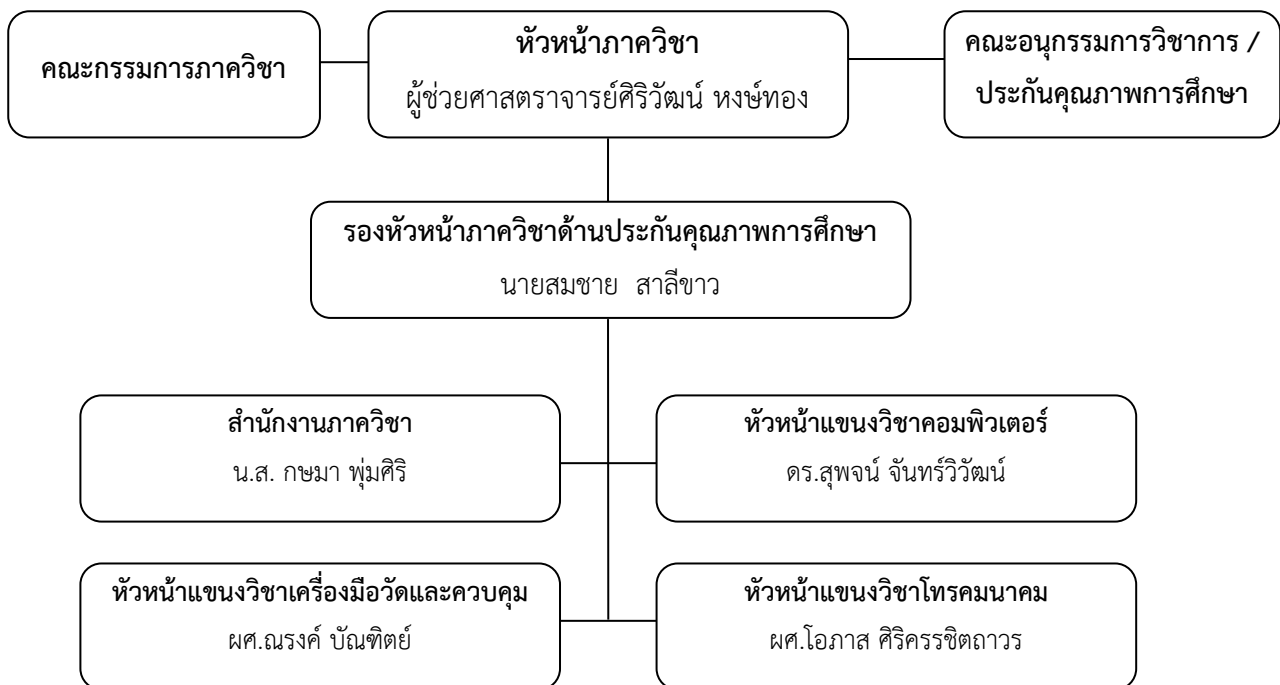 คณะกรรมการภาควิชา
หัวหน้าภาควิชา
ผู้ช่วยศาสตราจารย์ศิริวัฒน์ หงษ์ทอง
คณะอนุกรรมการวิชาการ /
ประกันคุณภาพการศึกษา
รองหัวหน้าภาควิชาด้านประกันคุณภาพการศึกษา
นายสมชาย สาลีขาว
สำนักงานภาควิชา
น.ส. กษมา พุ่มศิริ
หัวหน้าแขนงวิชาคอมพิวเตอร์
ดร.สุพจน์ จันทร์วิวัฒน์
หัวหน้าแขนงวิชาเครื่องมือวัดและควบคุม
ผศ.ณรงค์ บัณฑิตย์
หัวหน้าแขนงวิชาโทรคมนาคม
ผศ.โอภาส ศิริครรชิตถาวร